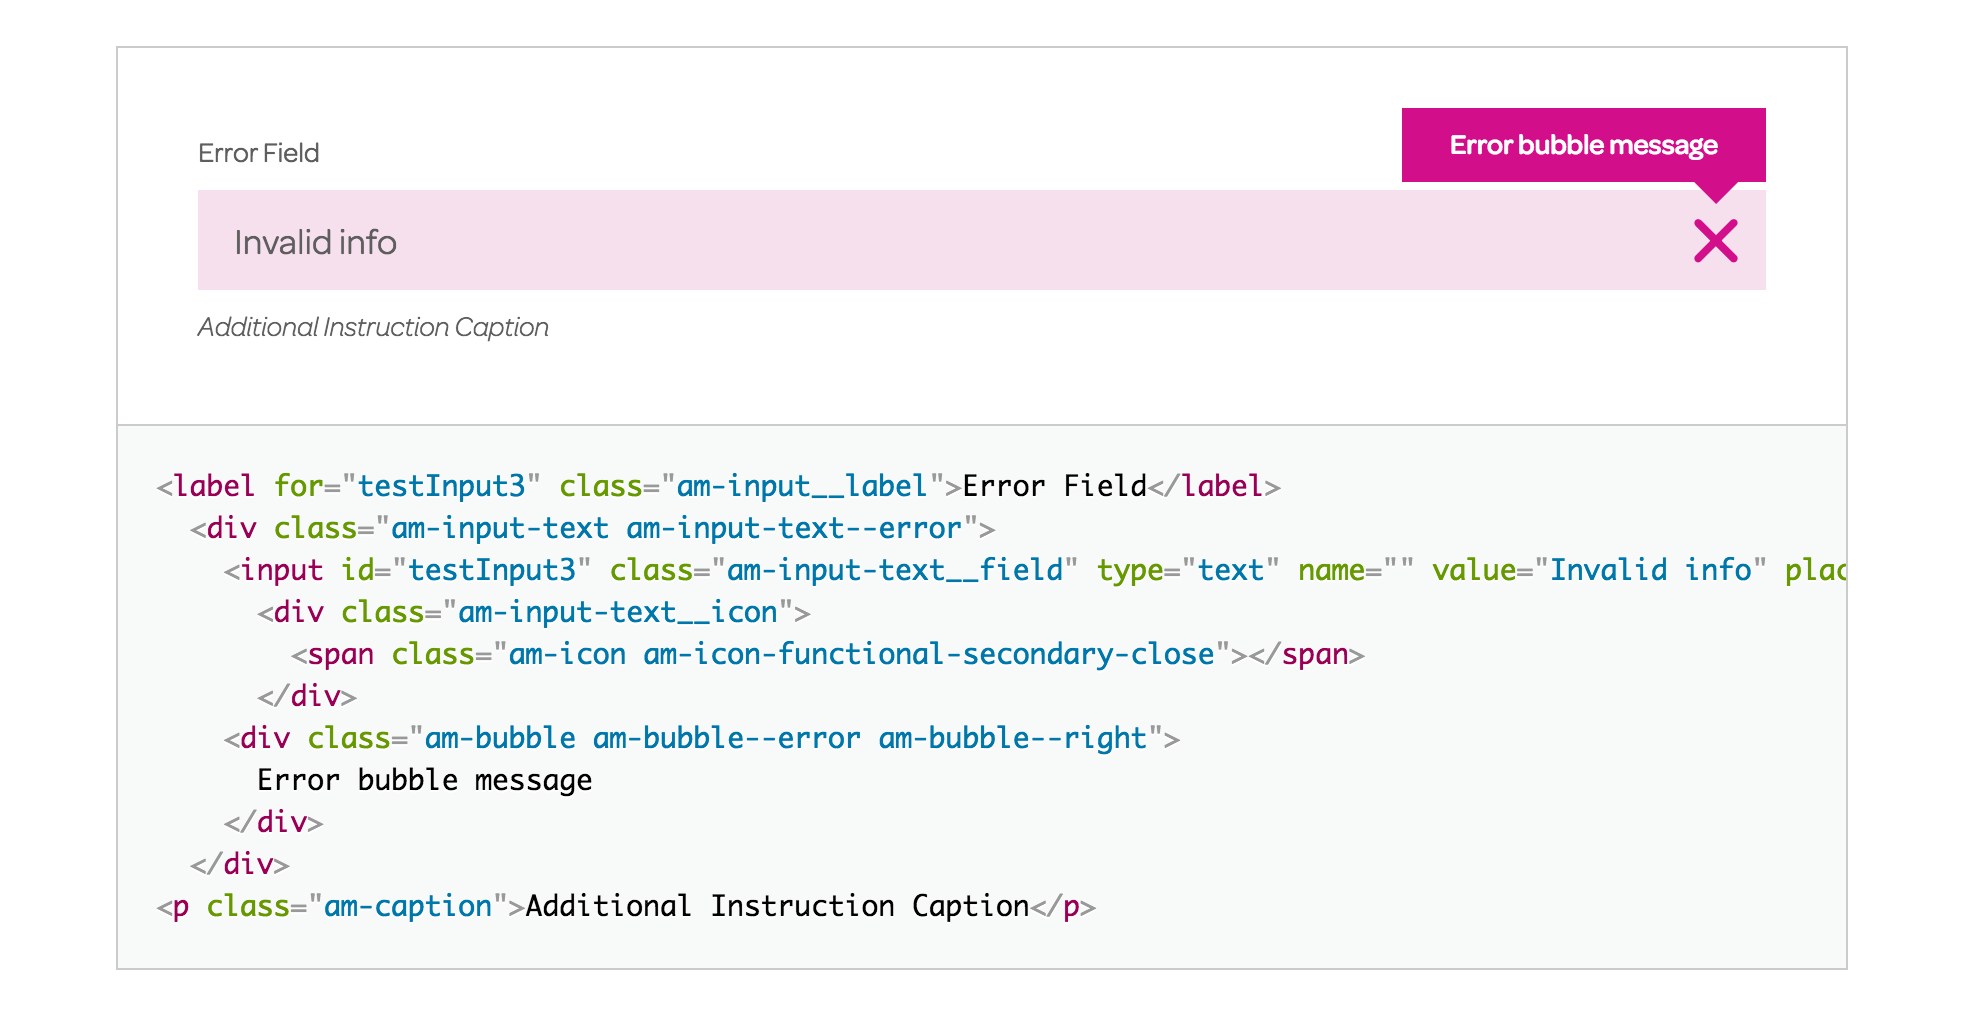 Error Field
Error bubble message
Invalid info
Additional Instruction Caption
<label for="testInput3" class="am-input__label">Error Field</label>
<div class="am-input-text am-input-text--error">
<input id="testInput3" class="am-input-text__field" type="text" name="" value="Invalid info" plac
<div class="am-input-text__icon">
<span class="am-icon am-icon-functional-secondary-close"></span>
</div>
<div class="am-bubble am-bubble--error am-bubble--right">
Error bubble message
</div>
</div>
<p class="am-caption">Additional Instruction Caption</p>